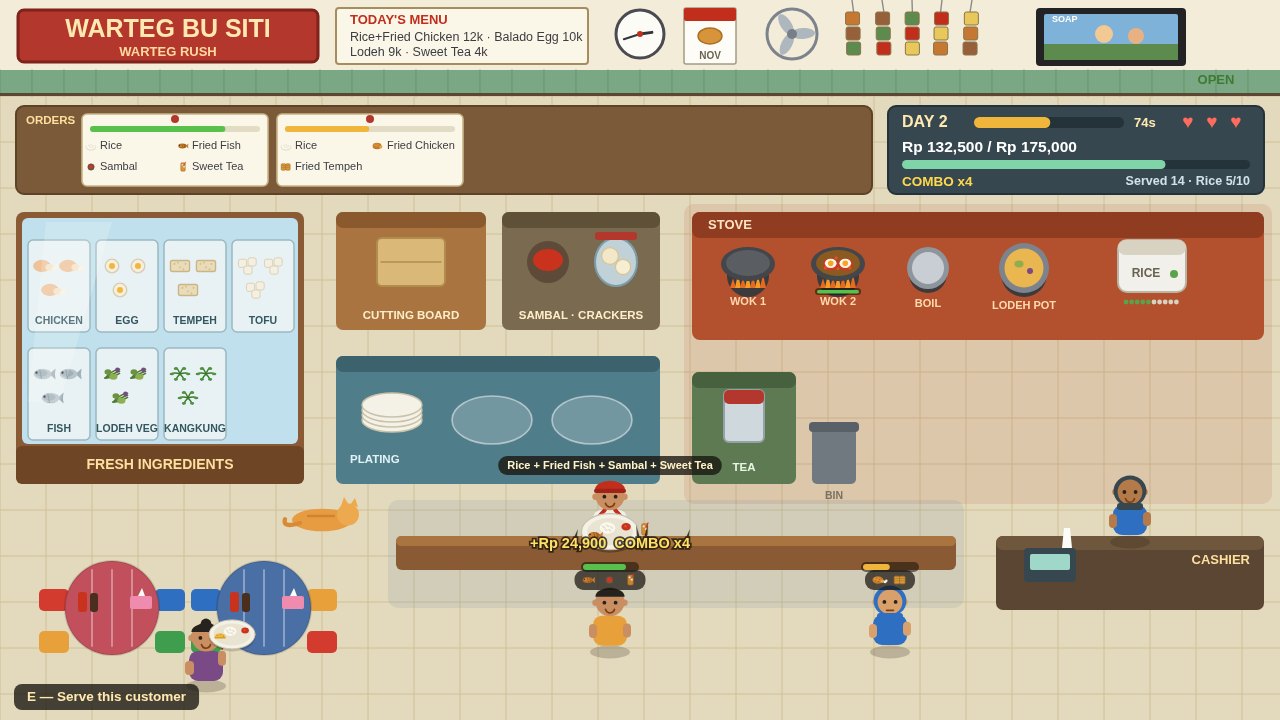 WARTEG BU SITI
WARTEG RUSH
TODAY'S MENU
Rice+Fried Chicken 12k · Balado Egg 10k
Lodeh 9k · Sweet Tea 4k
NOV
SOAP
OPEN
ORDERS
Rice
Fried Fish
Sambal
Sweet Tea
Rice
Fried Chicken
Fried Tempeh
DAY 2
74s
Rp 132,500 / Rp 175,000
COMBO x4
Served 14 · Rice 5/10
CHICKEN
EGG
TEMPEH
TOFU
FISH
LODEH VEG
KANGKUNG
FRESH INGREDIENTS
CUTTING BOARD
SAMBAL · CRACKERS
STOVE
WOK 1
WOK 2
BOIL
LODEH POT
RICE
PLATING
Rice + Fried Fish + Sambal + Sweet Tea
TEA
BIN
+Rp 24,900 COMBO x4
CASHIER
E — Serve this customer